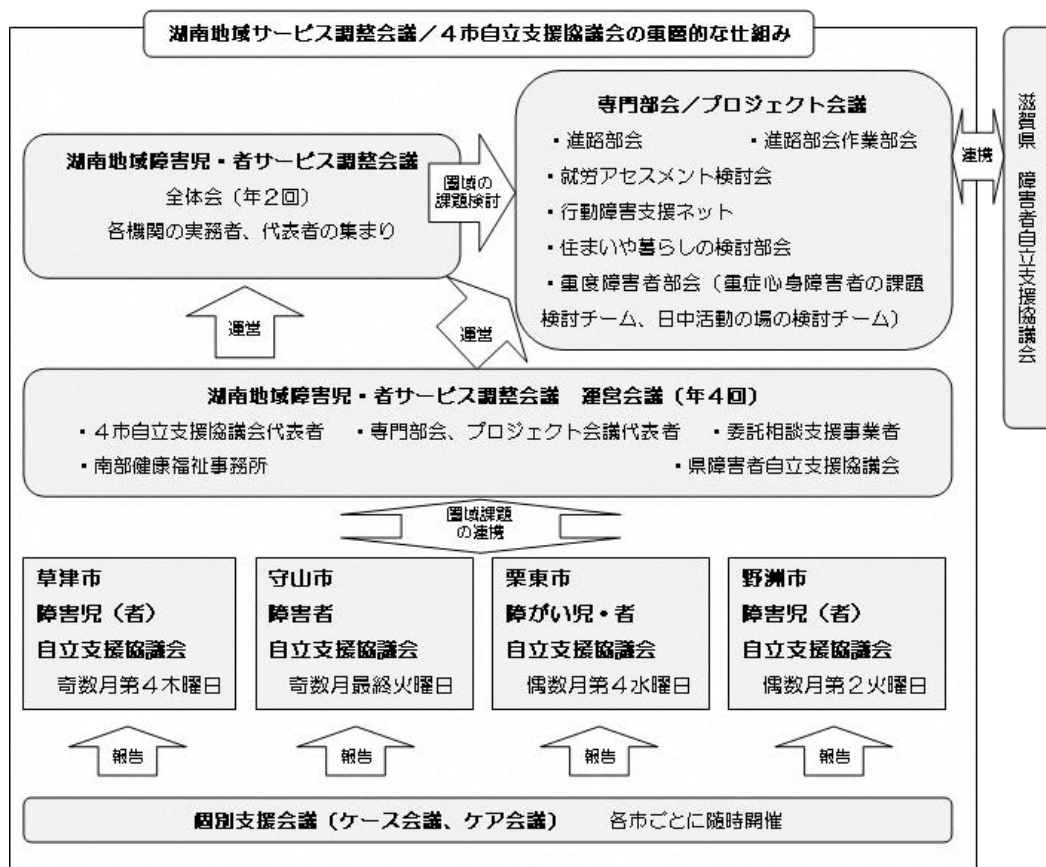 湖南地域サービス調整会議／４市自立支援協議会の重層的な仕組み
湖南地域障害児・者サービス調整会議
全体会（年２回）
各機関の実務者、代表者の集まり
圏域の
課題検討
専門部会／プロジェクト会議
・進路部会　・進路部会作業部会
・就労アセスメント検討会
・行動障害支援ネット
・住まいや暮らしの検討部会
・重度障害者部会（重症心身障害者の課題
検討チーム、日中活動の場の検討チーム）
連携
滋賀県　障害者自立支援協議会
運営
運営
湖南地域障害児・者サービス調整会議　運営会議（年４回）
・４市自立支援協議会代表者　・専門部会、プロジェクト会議代表者　・委託相談支援事業者
・南部健康福祉事務所　・県障害者自立支援協議会
圏域課題
の連携
草津市
障害児（者）
自立支援協議会
奇数月第４木曜日
守山市
障害者
自立支援協議会
奇数月最終火曜日
栗東市
障がい児・者
自立支援協議会
偶数月第４水曜日
野洲市
障害児（者）
自立支援協議会
偶数月第２火曜日
報告
報告
報告
報告
個別支援会議（ケース会議、ケア会議）　各市ごとに随時開催